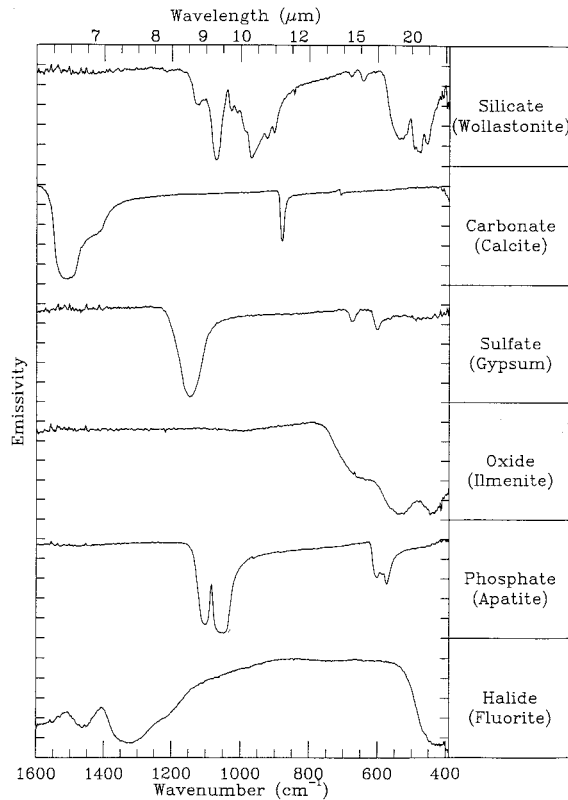 Wavelength (μm)
7 8 9 10 11 12 15 20
Silicate
(Wollastonite)
Carbonate
(Calcite)
Sulfate
(Gypsum)
Emissivity
Oxide
(Ilmenite)
Phosphate
(Apatite)
Halide
(Fluorite)
1600 1400 1200 1000 800 600 400
Wavenumber (cm⁻¹)